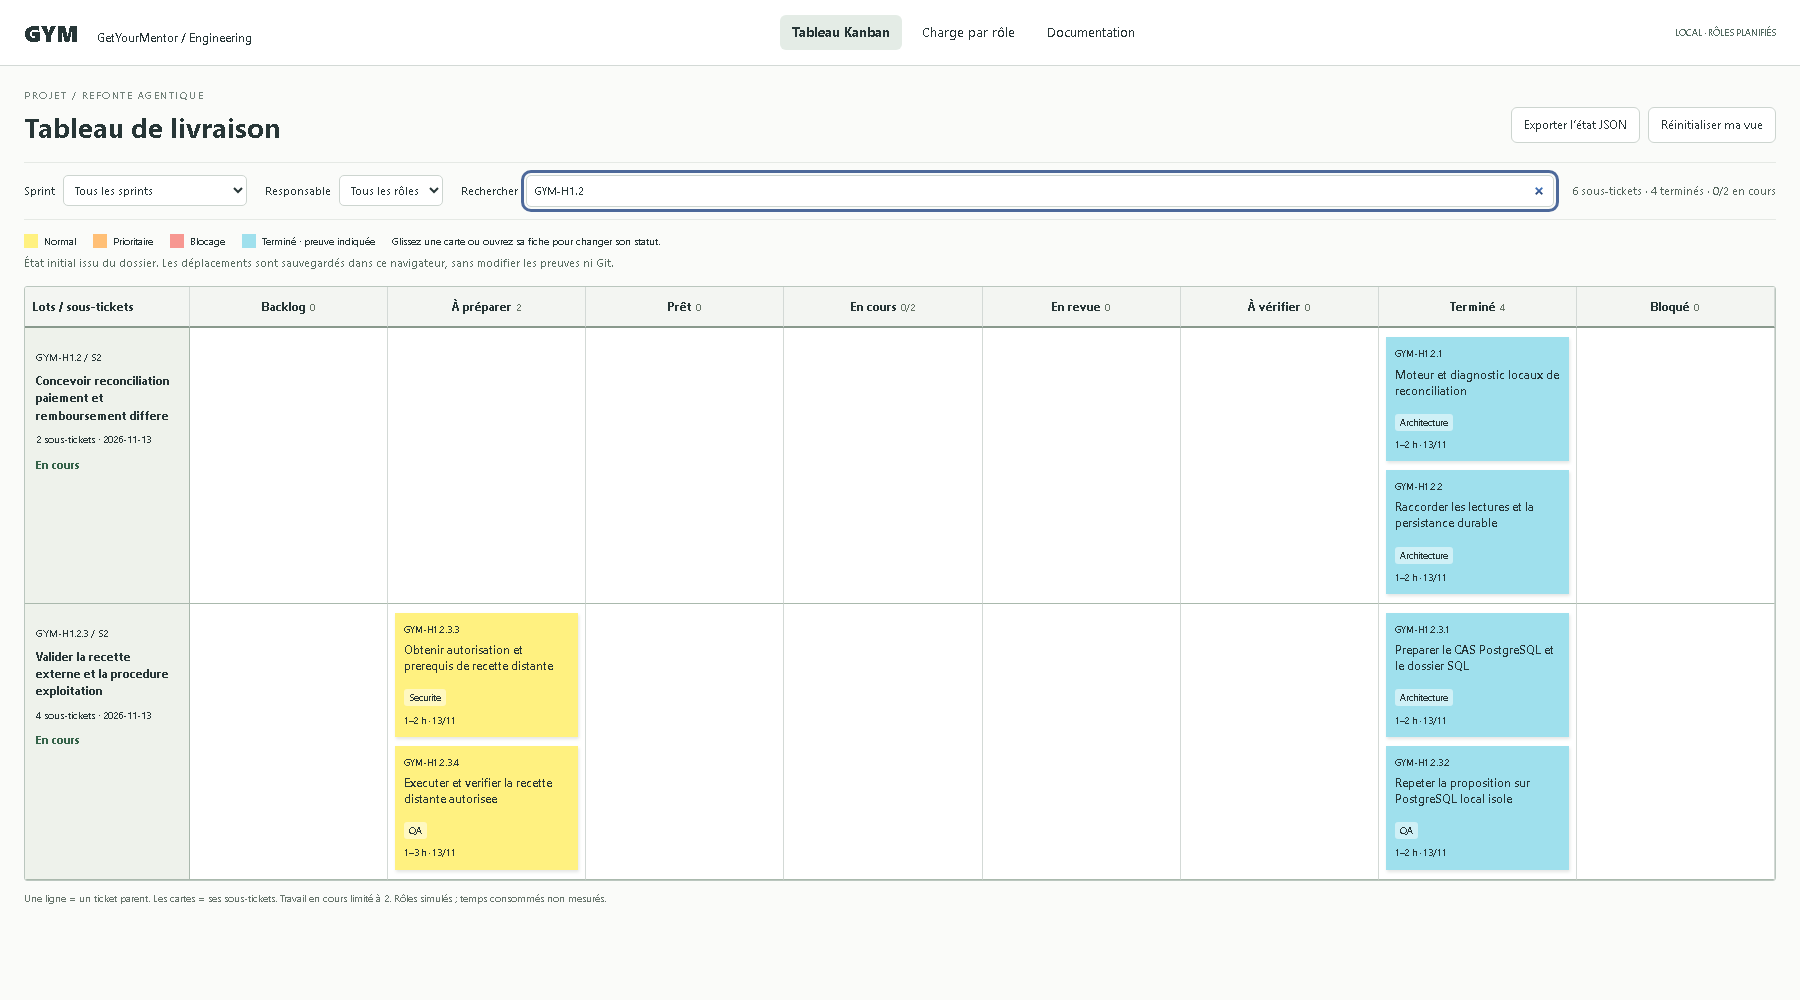 GYM
GetYourMentor / Engineering
Tableau Kanban
Charge par rôle
Documentation
LOCAL · RÔLES PLANIFIÉS
PROJET / REFONTE AGENTIQUE
Tableau de livraison
Exporter l'état JSON
Réinitialiser ma vue
Sprint
Tous les sprints
Responsable
Tous les rôles
Rechercher
GYM-H1.2
6 sous-tickets · 4 terminés · 0/2 en cours
Normal
Prioritaire
Blocage
Terminé · preuve indiquée
Glissez une carte ou ouvrez sa fiche pour changer son statut.
État initial issu du dossier. Les déplacements sont sauvegardés dans ce navigateur, sans modifier les preuves ni Git.
Lots / sous-tickets
Backlog 0
À préparer 2
Prêt 0
En cours 0/2
En revue 0
À vérifier 0
Terminé 4
Bloqué 0
GYM-H1.2 / S2
Concevoir reconciliation
paiement et
remboursement differe
2 sous-tickets · 2026-11-13
En cours
GYM-H1.2.1
Moteur et diagnostic locaux de
reconciliation
Architecture
1–2 h · 13/11
GYM-H1.2.2
Raccorder les lectures et la
persistance durable
Architecture
1–2 h · 13/11
GYM-H1.2.3 / S2
Valider la recette
externe et la procedure
exploitation
4 sous-tickets · 2026-11-13
En cours
GYM-H1.2.3.3
Obtenir autorisation et
prerequis de recette distante
Securite
1–2 h · 13/11
GYM-H1.2.3.4
Executer et verifier la recette
distante autorisee
QA
1–3 h · 13/11
GYM-H1.2.3.1
Preparer le CAS PostgreSQL et
le dossier SQL
Architecture
1–2 h · 13/11
GYM-H1.2.3.2
Repeter la proposition sur
PostgreSQL local isole
QA
1–2 h · 13/11
Une ligne = un ticket parent. Les cartes = ses sous-tickets. Travail en cours limité à 2. Rôles simulés ; temps consommés non mesurés.